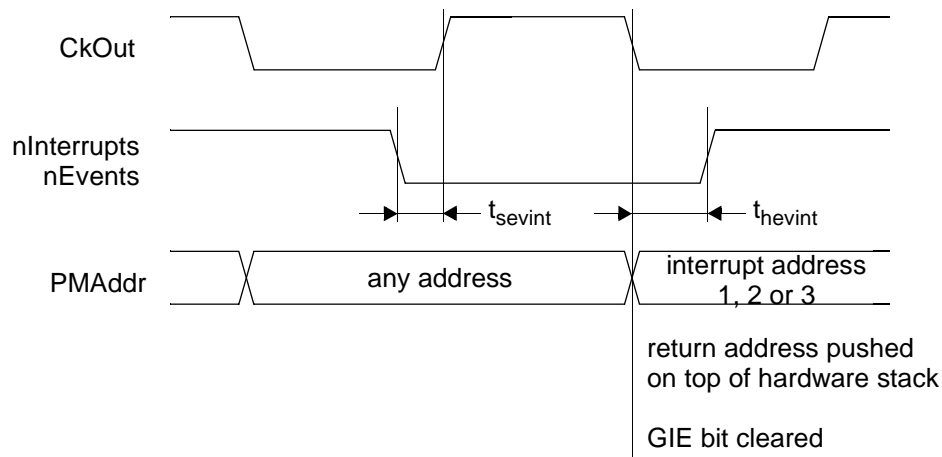 CkOut
nInterrupts
nEvents
tsevint
thevint
PMAddr
any address
interrupt address
1, 2 or 3
return address pushed
on top of hardware stack
GIE bit cleared